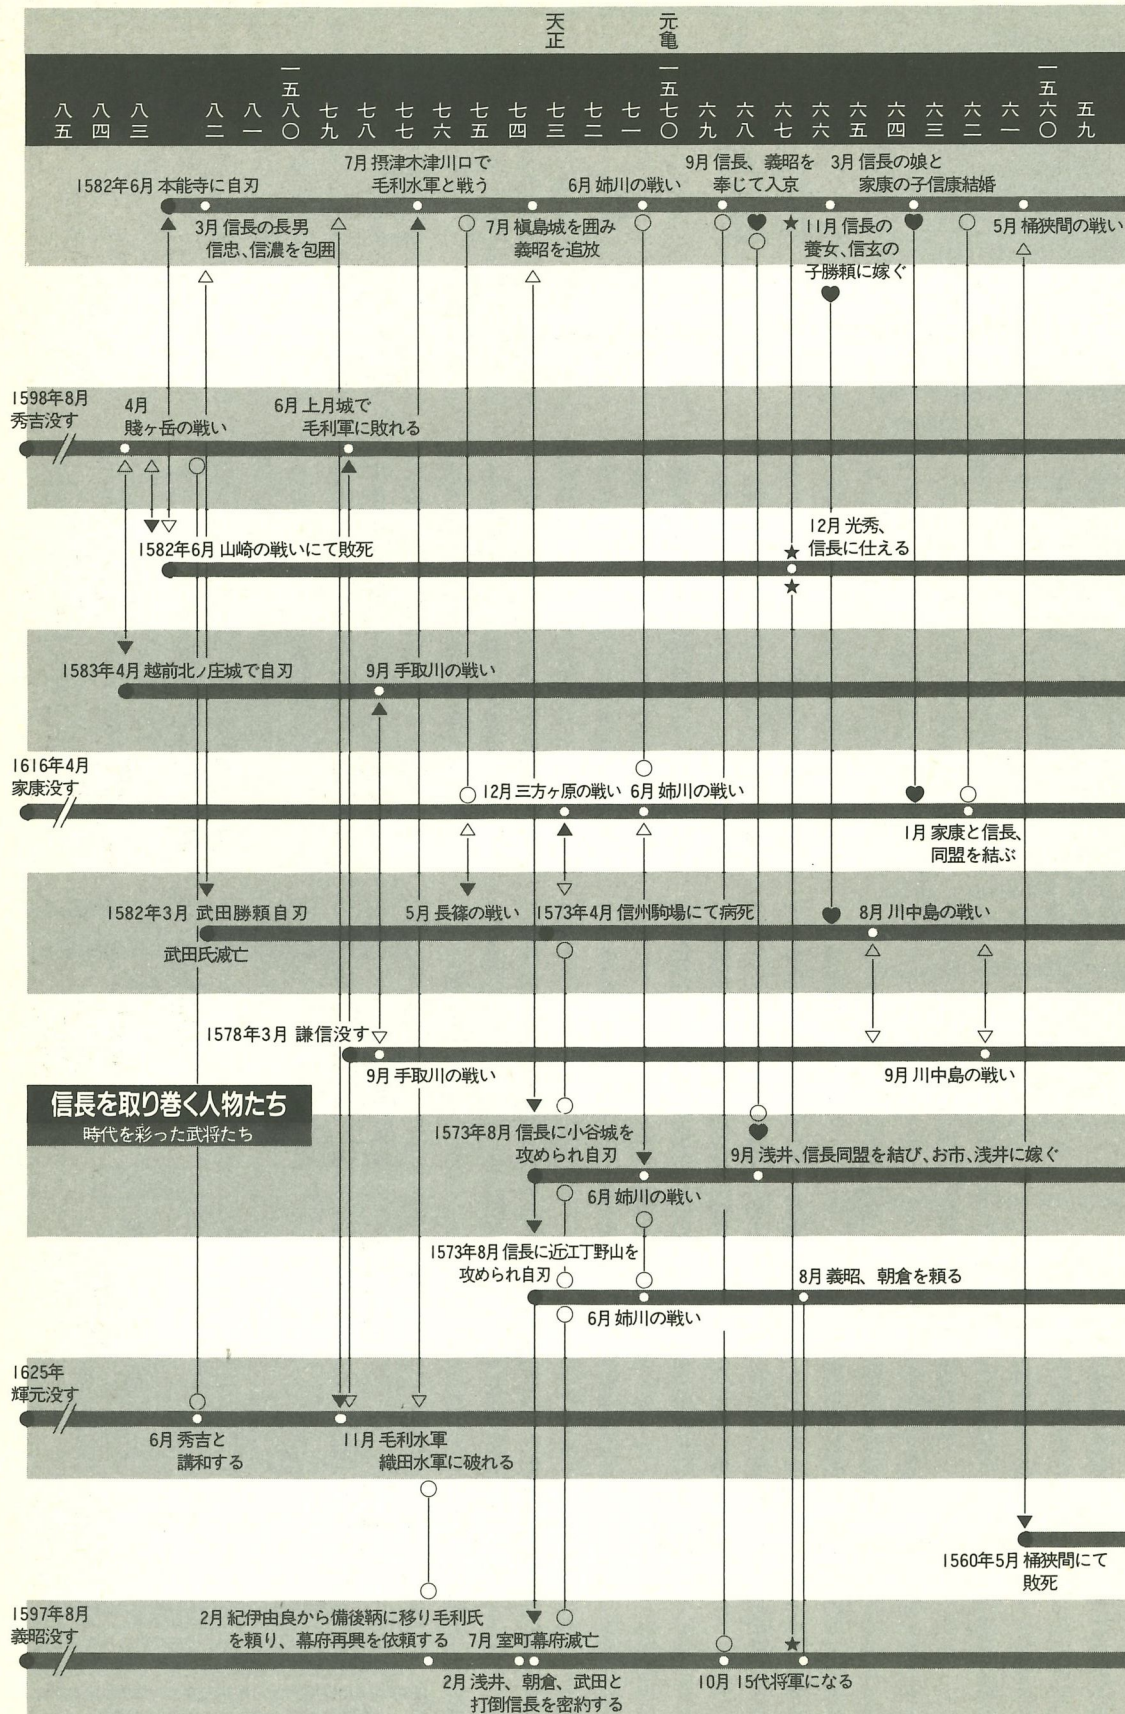 天正
元亀
八五
八四
八三
八二
八一
一五八〇
七九
七八
七七
七六
七五
七四
七三
七二
七一
一五七〇
六九
六八
六七
六六
六五
六四
六三
六二
六一
一五六〇
五九
1582年6月 本能寺に自刃
3月 信長の長男
信忠、信濃を包囲
7月 摂津木津川口で
毛利水軍と戦う
7月 槇島城を囲み
義昭を追放
6月 姉川の戦い
9月 信長、義昭を
奉じて入京
11月 信長の
養女、信玄の
子勝頼に嫁ぐ
3月 信長の娘と
家康の子信康結婚
5月 桶狭間の戦い
1598年8月
秀吉没す
4月
賤ヶ岳の戦い
6月 上月城で
毛利軍に敗れる
1582年6月 山崎の戦いにて敗死
12月 光秀、
信長に仕える
1583年4月 越前北ノ庄城で自刃
9月 手取川の戦い
1616年4月
家康没す
12月 三方ヶ原の戦い
6月 姉川の戦い
1月 家康と信長、
同盟を結ぶ
1582年3月 武田勝頼自刃
武田氏滅亡
5月 長篠の戦い
1573年4月 信州駒場にて病死
8月 川中島の戦い
1578年3月 謙信没す
9月 手取川の戦い
9月 川中島の戦い
信長を取り巻く人物たち
時代を彩った武将たち
1573年8月 信長に小谷城を
攻められ自刃
6月 姉川の戦い
9月 浅井、信長同盟を結び、お市、浅井に嫁ぐ
1573年8月 信長に近江丁野山を
攻められ自刃
6月 姉川の戦い
8月 義昭、朝倉を頼る
1625年
輝元没す
6月 秀吉と
講和する
11月 毛利水軍
織田水軍に破れる
1560年5月 桶狭間にて
敗死
1597年8月
義昭没す
2月 紀伊由良から備後鞆に移り毛利氏
を頼り、幕府再興を依頼する
7月 室町幕府滅亡
2月 浅井、朝倉、武田と
打倒信長を密約する
10月 15代将軍になる